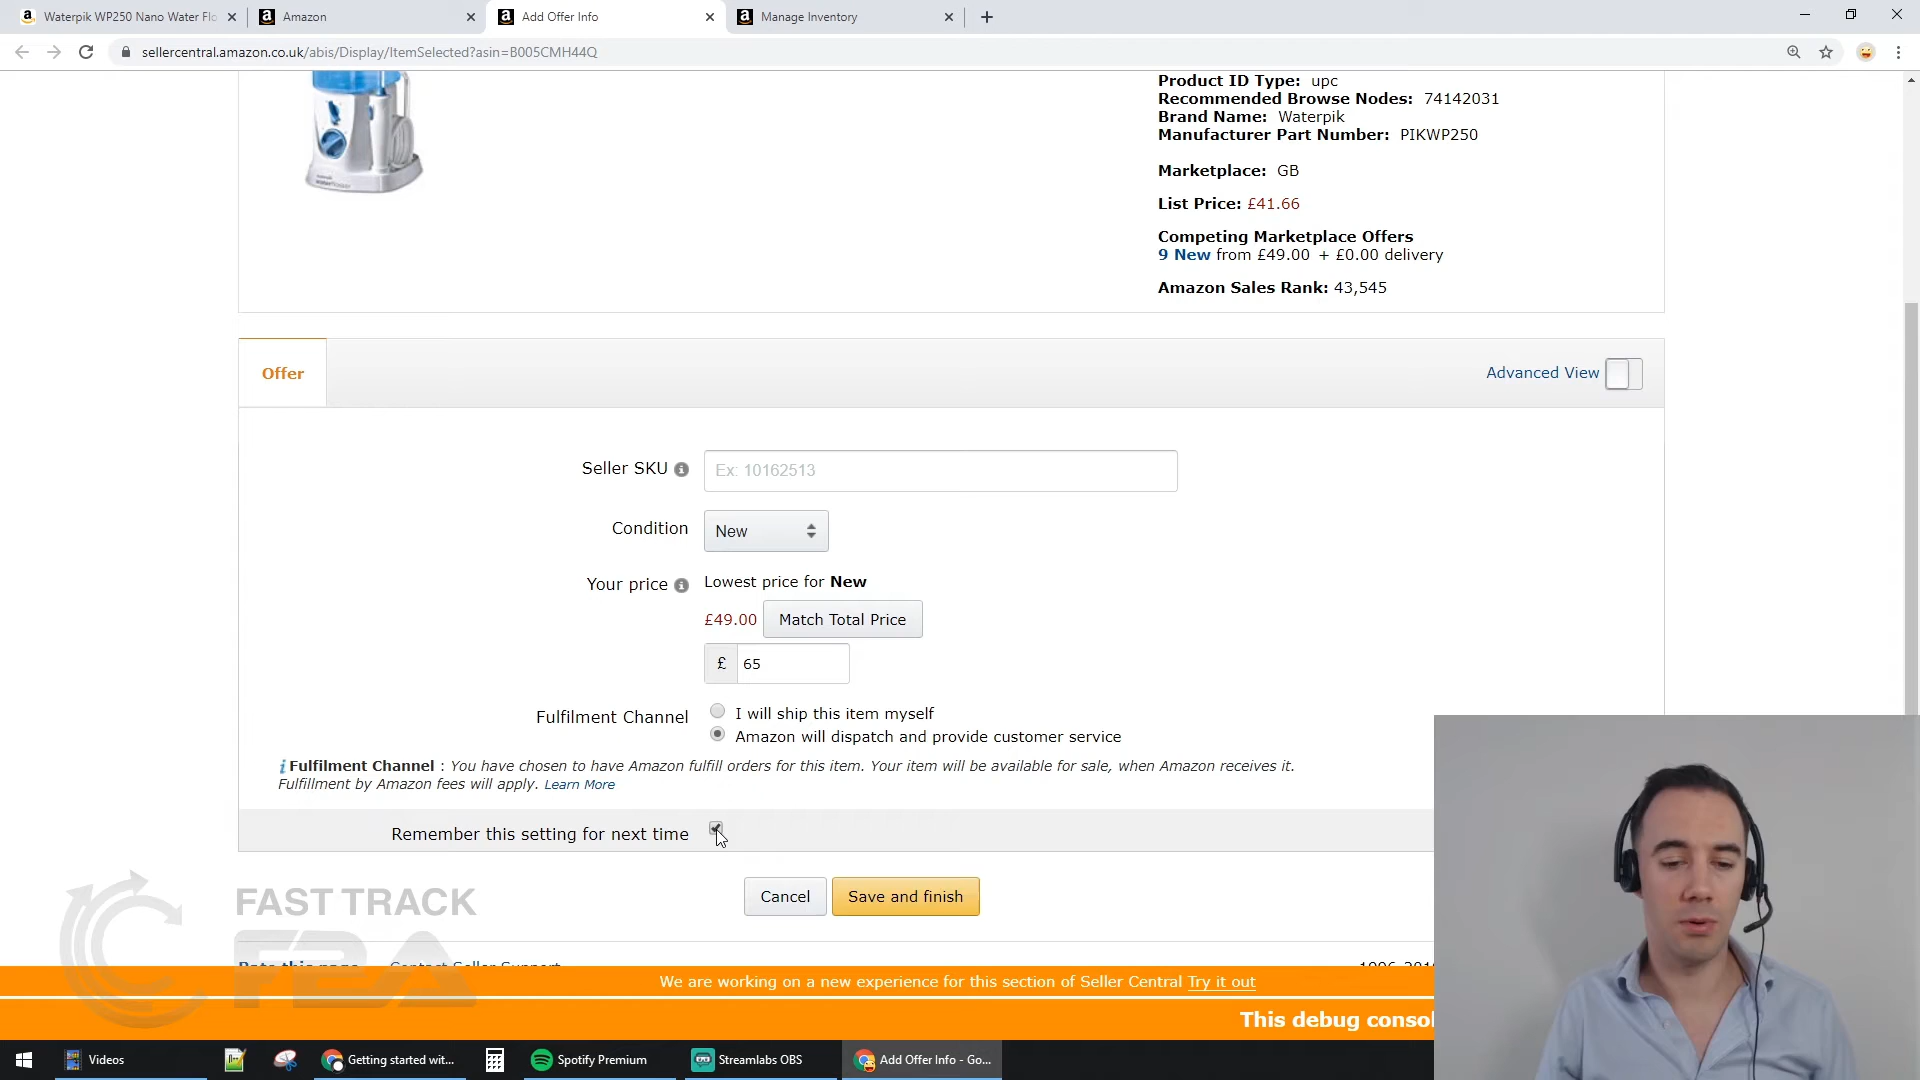 Waterpik WP250 Nano Water Flo
Amazon
Add Offer Info
Manage Inventory
sellercentral.amazon.co.uk/abis/Display/ItemSelected?asin=B005CMH44Q
Product ID Type: upc
Recommended Browse Nodes: 74142031
Brand Name: Waterpik
Manufacturer Part Number: PIKWP250
Marketplace: GB
List Price: £41.66
Competing Marketplace Offers
9 New from £49.00 + £0.00 delivery
Amazon Sales Rank: 43,545
Offer
Advanced View
Seller SKU
Ex: 10162513
Condition
New
Your price
Lowest price for New
£49.00
Match Total Price
£ 65
Fulfilment Channel
I will ship this item myself
Amazon will dispatch and provide customer service
Fulfilment Channel : You have chosen to have Amazon fulfill orders for this item. Your item will be available for sale, when Amazon receives it.
Fulfillment by Amazon fees will apply. Learn More
Remember this setting for next time
Cancel
Save and finish
FAST TRACK
FBA
Rate this page
Contact Seller Support
We are working on a new experience for this section of Seller Central Try it out
This debug consol
Videos
Getting started wit...
Spotify Premium
Streamlabs OBS
Add Offer Info - Go...